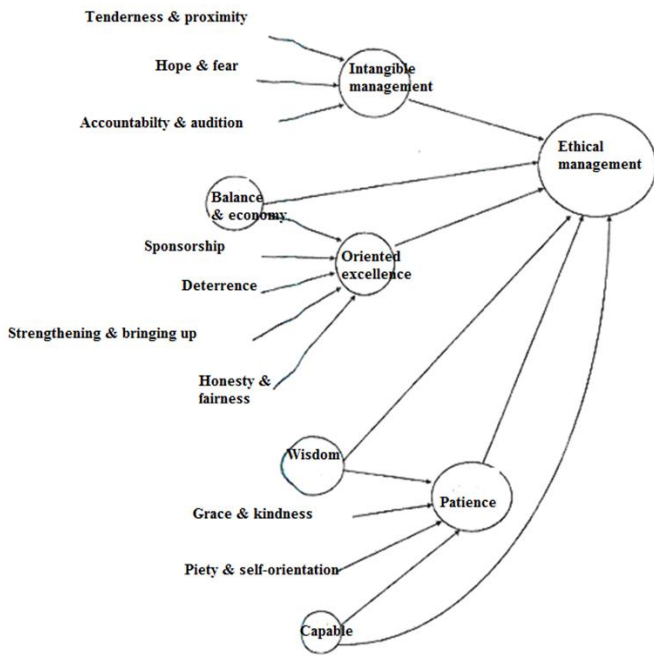 Tenderness & proximity
Hope & fear
Accountabilty & audition
Intangible
management
Ethical
management
Balance
& economy
Sponsorship
Oriented
excellence
Deterrence
Strengthening & bringing up
Honesty &
fairness
Wisdom
Patience
Grace & kindness
Piety & self-orientation
Capable